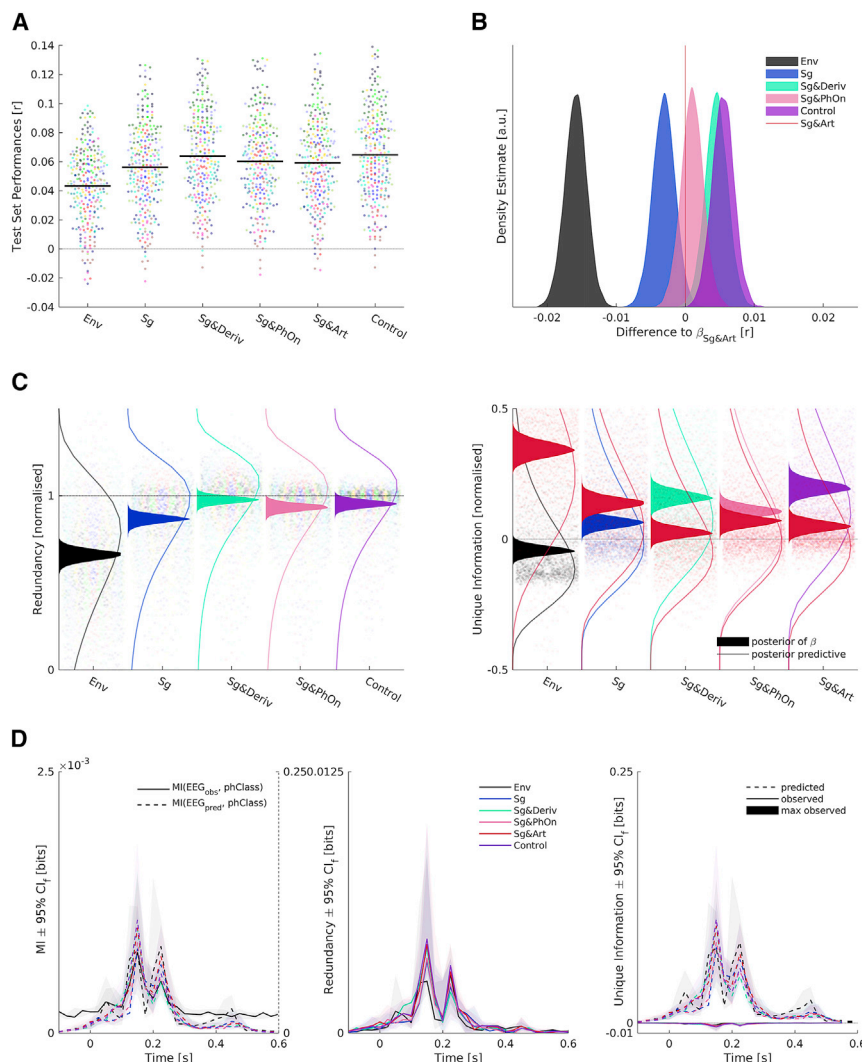 A
Test Set Performances [r]
0.14
0.12
0.1
0.08
0.06
0.04
0.02
0
-0.02
-0.04
Env
Sg
Sg&Deriv
Sg&PhOn
Sg&Art
Control
B
Density Estimate [a.u.]
Env
Sg
Sg&Deriv
Sg&PhOn
Control
Sg&Art
-0.02
-0.01
0
0.01
0.02
Difference to βSg&Art [r]
C
Redundancy [normalised]
1
0
Env
Sg
Sg&Deriv
Sg&PhOn
Control
Unique Information [normalised]
0.5
0
-0.5
posterior of β
posterior predictive
Env
Sg
Sg&Deriv
Sg&PhOn
Sg&Art
D
MI ± 95% CIf [bits]
×10-3
2.5
0
MI(EEGobs, phClass)
MI(EEGpred, phClass)
0
0.2
0.4
0.6
Time [s]
0.25
0
Redundancy ± 95% CIf [bits]
0.0125
0
Env
Sg
Sg&Deriv
Sg&PhOn
Sg&Art
Control
0
0.2
0.4
0.6
Time [s]
Unique Information ± 95% CIf [bits]
0.25
0
-0.01
predicted
observed
max observed
0
0.2
0.4
0.6
Time [s]